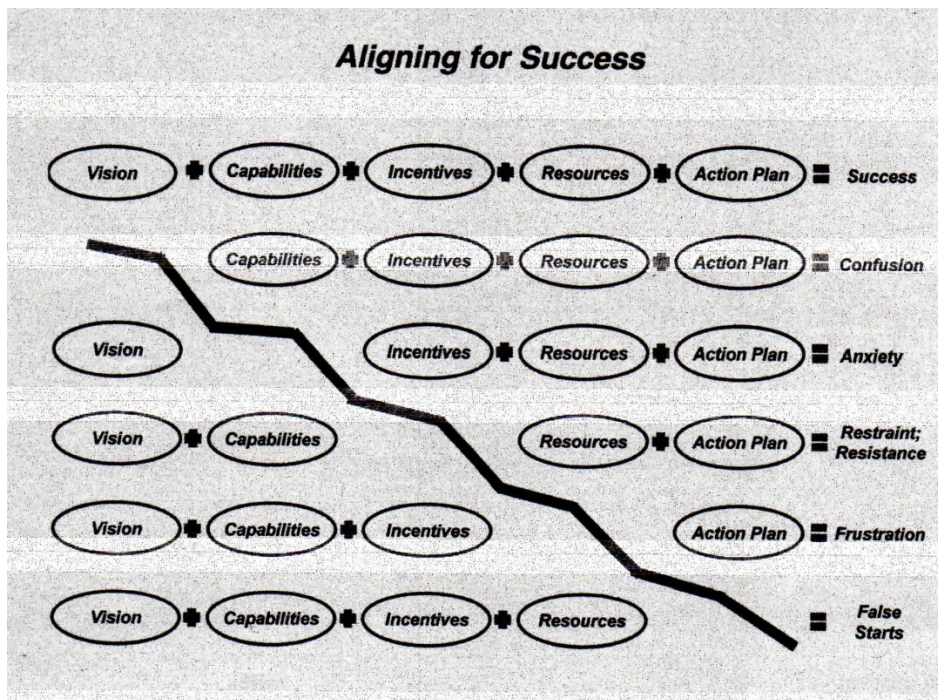 Aligning for Success
Vision + Capabilities + Incentives + Resources + Action Plan = Success
Capabilities + Incentives + Resources + Action Plan = Confusion
Vision Incentives + Resources + Action Plan = Anxiety
Vision + Capabilities Resources + Action Plan = Restraint;
Resistance
Vision + Capabilities + Incentives Action Plan = Frustration
Vision + Capabilities + Incentives + Resources = False
Starts